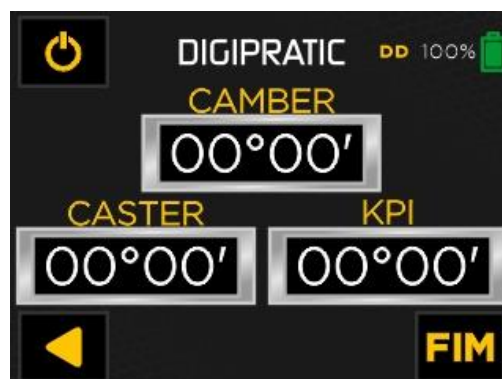 DIGIPRATIC DD 100%
CAMBER
00°00'
CASTER KPI
00°00' 00°00'
FIM